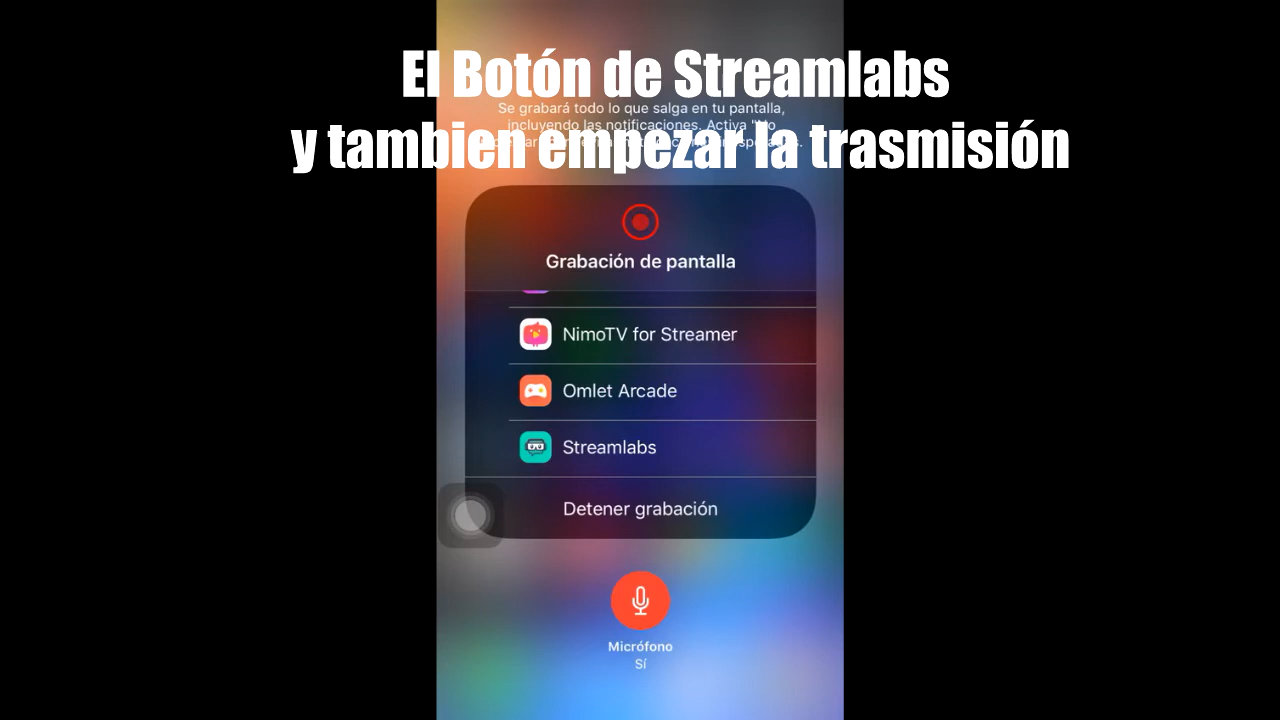 El Botón de Streamlabs
Se grabará todo lo que salga en tu pantalla,
incluyendo las notificaciones. Activa "No
y tambien empezar la trasmisión
Grabación de pantalla
NimoTV for Streamer
Omlet Arcade
Streamlabs
Detener grabación
Micrófono
Sí